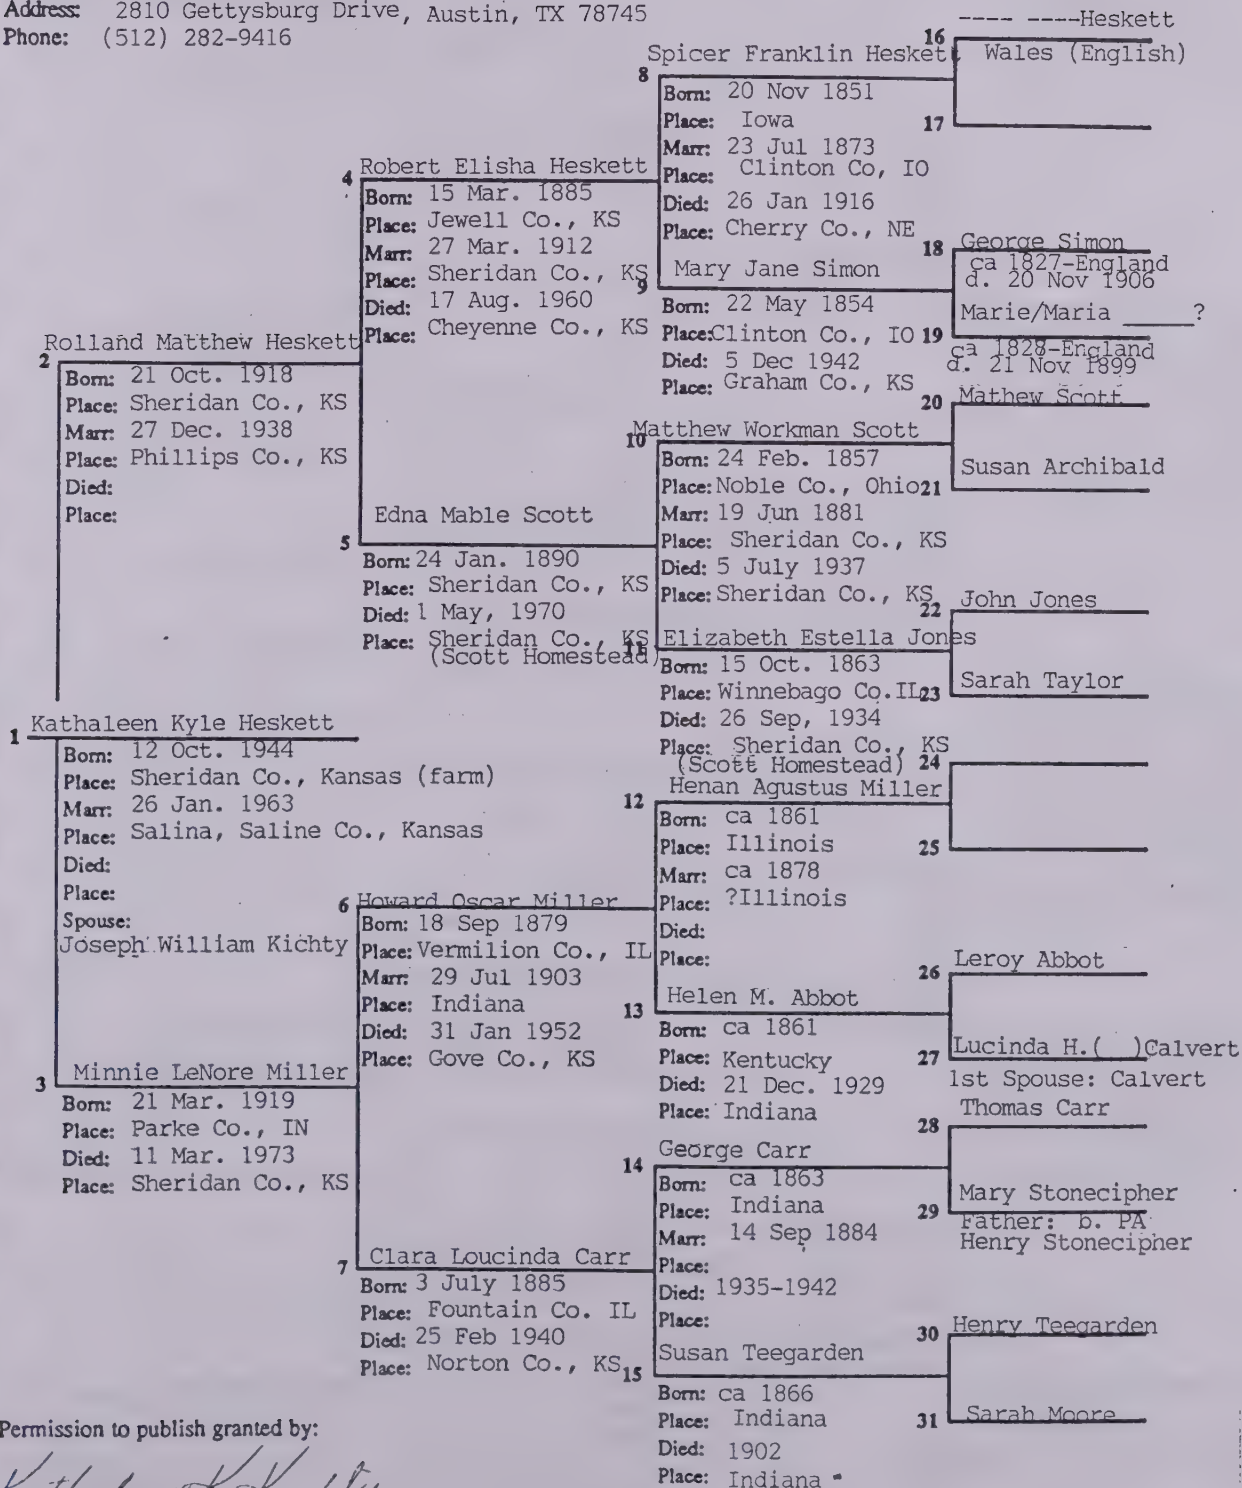 Address: 2810 Gettysburg Drive, Austin, TX 78745
Phone: (512) 282-9416
1 Kathaleen Kyle Heskett
Born: 12 Oct. 1944
Place: Sheridan Co., Kansas (farm)
Marr: 26 Jan. 1963
Place: Salina, Saline Co., Kansas
Died:
Place:
Spouse:
Joseph William Kichty
2 Rolland Matthew Heskett
Born: 21 Oct. 1918
Place: Sheridan Co., KS
Marr: 27 Dec. 1938
Place: Phillips Co., KS
Died:
Place:
3 Minnie LeNore Miller
Born: 21 Mar. 1919
Place: Parke Co., IN
Died: 11 Mar. 1973
Place: Sheridan Co., KS
4 Robert Elisha Heskett
Born: 15 Mar. 1885
Place: Jewell Co., KS
Marr: 27 Mar. 1912
Place: Sheridan Co., KS
Died: 17 Aug. 1960
Place: Cheyenne Co., KS
5 Edna Mable Scott
Born: 24 Jan. 1890
Place: Sheridan Co., KS
Died: 1 May, 1970
Place: Sheridan Co., KS
(Scott Homestead)
6 Howard Oscar Miller
Born: 18 Sep 1879
Place: Vermilion Co., IL
Marr: 29 Jul 1903
Place: Indiana
Died: 31 Jan 1952
Place: Gove Co., KS
7 Clara Loucinda Carr
Born: 3 July 1885
Place: Fountain Co. IL
Died: 25 Feb 1940
Place: Norton Co., KS
8 Spicer Franklin Heskett
Born: 20 Nov 1851
Place: Iowa
Marr: 23 Jul 1873
Place: Clinton Co, IO
Died: 26 Jan 1916
Place: Cherry Co., NE
9 Mary Jane Simon
Born: 22 May 1854
Place: Clinton Co., IO
Died: 5 Dec 1942
Place: Graham Co., KS
10 Matthew Workman Scott
Born: 24 Feb. 1857
Place: Noble Co., Ohio
Marr: 19 Jun 1881
Place: Sheridan Co., KS
Died: 5 July 1937
Place: Sheridan Co., KS
11 Elizabeth Estella Jones
Born: 15 Oct. 1863
Place: Winnebago Co. IL
Died: 26 Sep, 1934
Place: Sheridan Co., KS
(Scott Homestead)
12 Henan Agustus Miller
Born: ca 1861
Place: Illinois
Marr: ca 1878
Place: ?Illinois
Died:
Place:
13 Helen M. Abbot
Born: ca 1861
Place: Kentucky
Died: 21 Dec. 1929
Place: Indiana
14 George Carr
Born: ca 1863
Place: Indiana
Marr: 14 Sep 1884
Place:
Died: 1935-1942
Place:
15 Susan Teegarden
Born: ca 1866
Place: Indiana
Died: 1902
Place: Indiana
16 ---- ----Heskett
Wales (English)
17
18 George Simon
ca 1827-England
d. 20 Nov 1906
19 Marie/Maria _____?
ca 1828-England
d. 21 Nov 1899
20 Mathew Scott
21 Susan Archibald
22 John Jones
23 Sarah Taylor
24
25
26 Leroy Abbot
27 Lucinda H.( )Calvert
1st Spouse: Calvert
28 Thomas Carr
29 Mary Stonecipher
Father: b. PA
Henry Stonecipher
30 Henry Teegarden
31 Sarah Moore
Permission to publish granted by: